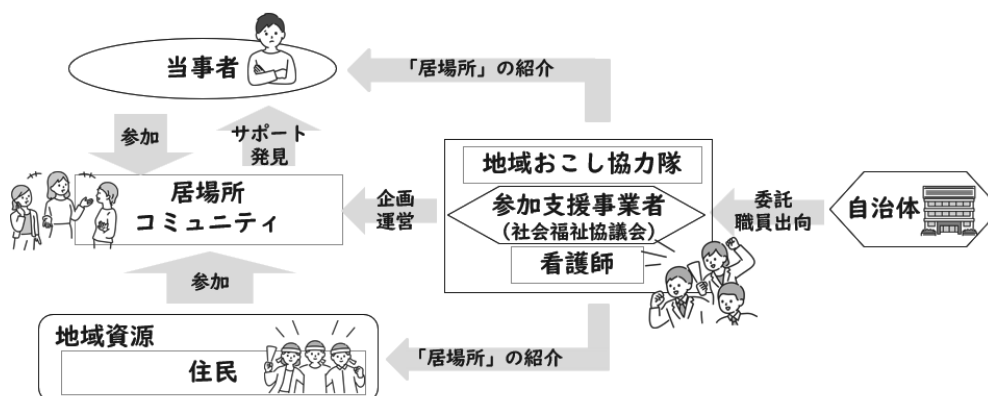 当事者
「居場所」の紹介
参加
サポート
発見
地域おこし協力隊
居場所
コミュニティ
企画
運営
参加支援事業者
(社会福祉協議会)
看護師
委託
職員出向
自治体
参加
地域資源
住民
「居場所」の紹介